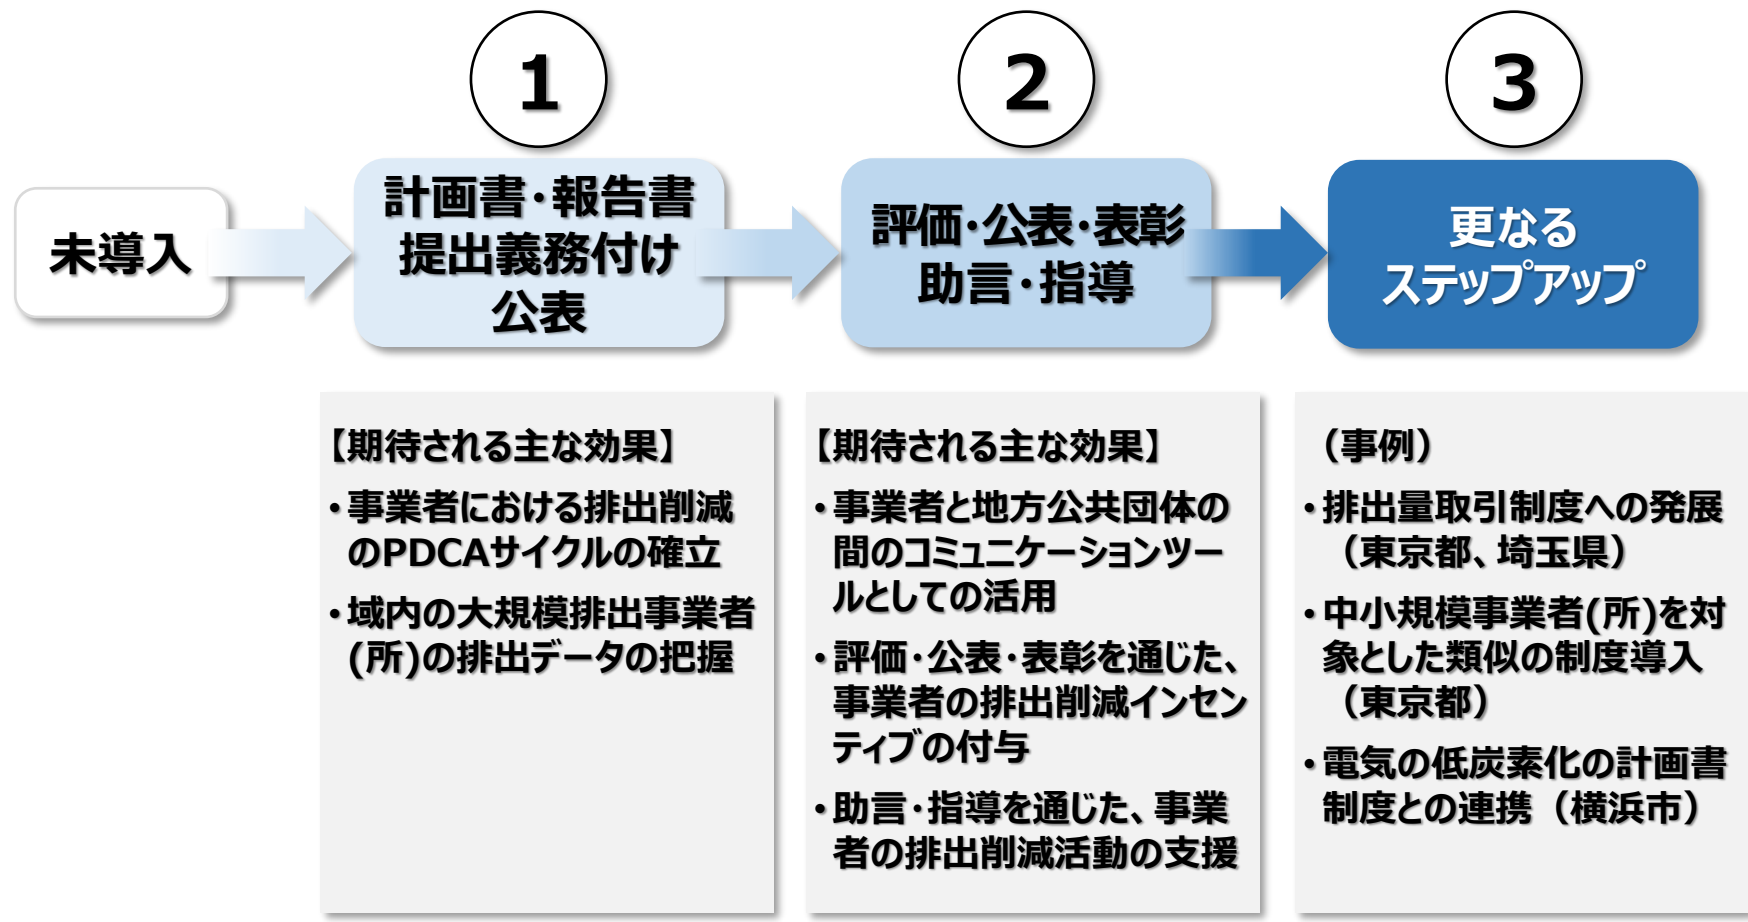 1
2
3
未導入
計画書・報告書
提出義務付け
公表
評価・公表・表彰
助言・指導
更なる
ステップアップ
【期待される主な効果】
・事業者における排出削減
のPDCAサイクルの確立
・域内の大規模排出事業者
(所)の排出データの把握
【期待される主な効果】
・事業者と地方公共団体の
間のコミュニケーションツー
ルとしての活用
・評価・公表・表彰を通じた、
事業者の排出削減インセン
ティブの付与
・助言・指導を通じた、事業
者の排出削減活動の支援
（事例）
・排出量取引制度への発展
（東京都、埼玉県）
・中小規模事業者(所)を対
象とした類似の制度導入
（東京都）
・電気の低炭素化の計画書
制度との連携（横浜市）